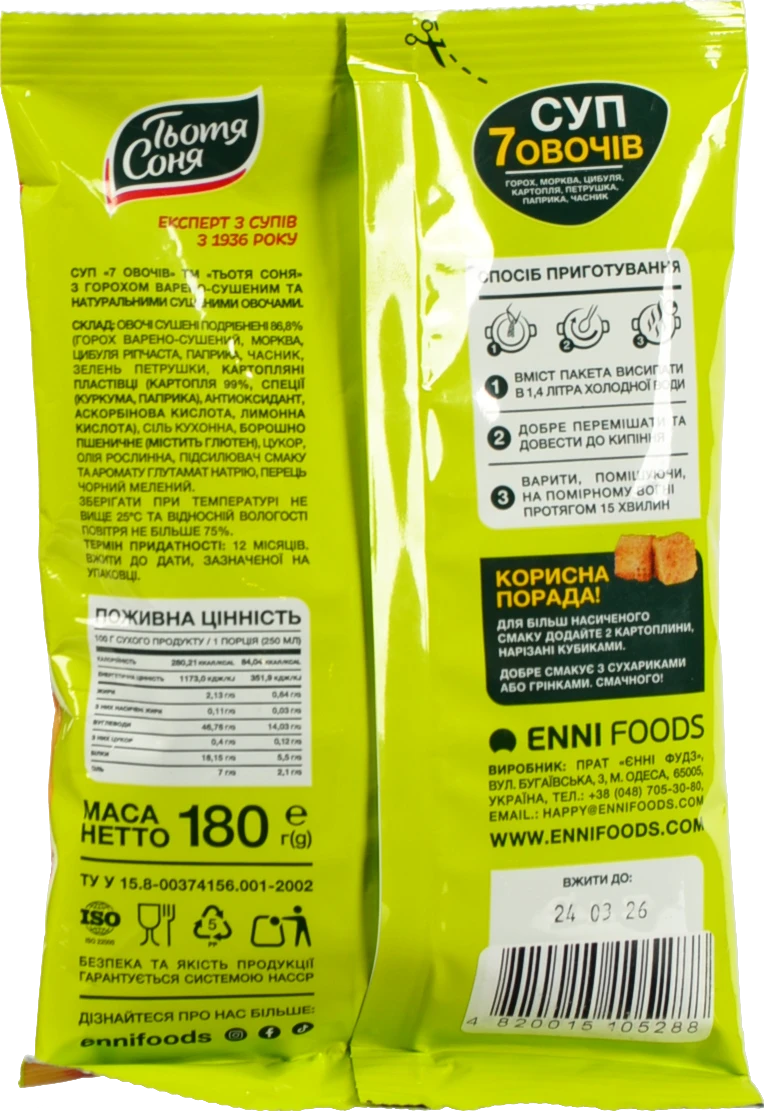 Тьотя
Соня
ЕКСПЕРТ З СУПІВ
З 1936 РОКУ
СУП «7 ОВОЧІВ» ТМ «ТЬОТЯ СОНЯ»
З ГОРОХОМ ВАРЕНО-СУШЕНИМ ТА
НАТУРАЛЬНИМИ СУШЕНИМИ ОВОЧАМИ.
СКЛАД: ОВОЧІ СУШЕНІ ПОДРІБНЕНІ 86,8%
(ГОРОХ ВАРЕНО-СУШЕНИЙ, МОРКВА,
ЦИБУЛЯ РІПЧАСТА, ПАПРИКА, ЧАСНИК,
ЗЕЛЕНЬ ПЕТРУШКИ, КАРТОПЛЯНІ
ПЛАСТІВЦІ (КАРТОПЛЯ 99%, СПЕЦІЇ
(КУРКУМА, ПАПРИКА), АНТИОКСИДАНТ,
АСКОРБІНОВА КИСЛОТА, ЛИМОННА
КИСЛОТА), СІЛЬ КУХОННА, БОРОШНО
ПШЕНИЧНЕ (МІСТИТЬ ГЛЮТЕН), ЦУКОР,
ОЛІЯ РОСЛИННА, ПІДСИЛЮВАЧ СМАКУ
ТА АРОМАТУ ГЛУТАМАТ НАТРІЮ, ПЕРЕЦЬ
ЧОРНИЙ МЕЛЕНИЙ.
ЗБЕРІГАТИ ПРИ ТЕМПЕРАТУРІ НЕ
ВИЩЕ 25°С ТА ВІДНОСНІЙ ВОЛОГОСТІ
ПОВІТРЯ НЕ БІЛЬШЕ 75%.
ТЕРМІН ПРИДАТНОСТІ: 12 МІСЯЦІВ.
ВЖИТИ ДО ДАТИ, ЗАЗНАЧЕНОЇ НА
УПАКОВЦІ.
ПОЖИВНА ЦІННІСТЬ
100 Г СУХОГО ПРОДУКТУ / 1 ПОРЦІЯ (250 МЛ)
КАЛОРІЙНІСТЬ 280,21 ККАЛ/KCAL 84,04 ККАЛ/KCAL
ЕНЕРГЕТИЧНА ЦІННІСТЬ 1173,0 КДЖ/KJ 351,9 КДЖ/KJ
ЖИРИ 2,13 Г/G 0,64 Г/G
З НИХ НАСИЧЕНІ ЖИРИ 0,11 Г/G 0,03 Г/G
ВУГЛЕВОДИ 46,76 Г/G 14,03 Г/G
З НИХ ЦУКОР 0,4 Г/G 0,12 Г/G
БІЛКИ 18,15 Г/G 5,5 Г/G
СІЛЬ 7 Г/G 2,1 Г/G
МАСА
НЕТТО 180 г(g) e
ТУ У 15.8-00374156.001-2002
ISO
ISO 22000
5
PP
БЕЗПЕКА ТА ЯКІСТЬ ПРОДУКЦІЇ
ГАРАНТУЄТЬСЯ СИСТЕМОЮ НАССР
ДІЗНАЙТЕСЯ ПРО НАС БІЛЬШЕ:
ennifoods
СУП
7 ОВОЧІВ
ГОРОХ, МОРКВА, ЦИБУЛЯ,
КАРТОПЛЯ, ПЕТРУШКА,
ПАПРИКА, ЧАСНИК
СПОСІБ ПРИГОТУВАННЯ
1 2 3
1 ВМІСТ ПАКЕТА ВИСИПАТИ
В 1,4 ЛІТРА ХОЛОДНОЇ ВОДИ
2 ДОБРЕ ПЕРЕМІШАТИ ТА
ДОВЕСТИ ДО КИПІННЯ
3 ВАРИТИ, ПОМІШУЮЧИ,
НА ПОМІРНОМУ ВОГНІ
ПРОТЯГОМ 15 ХВИЛИН
КОРИСНА
ПОРАДА!
ДЛЯ БІЛЬШ НАСИЧЕНОГО
СМАКУ ДОДАЙТЕ 2 КАРТОПЛИНИ,
НАРІЗАНІ КУБИКАМИ.
ДОБРЕ СМАКУЄ З СУХАРИКАМИ
АБО ГРІНКАМИ. СМАЧНОГО!
ENNI FOODS
ВИРОБНИК: ПРАТ «ЄННІ ФУДЗ»,
ВУЛ. БУГАЇВСЬКА, 3, М. ОДЕСА, 65005,
УКРАЇНА, ТЕЛ.: +38 (048) 705-30-80,
EMAIL.: HAPPY@ENNIFOODS.COM
WWW.ENNIFOODS.COM
ВЖИТИ ДО:
24 03 26
4 820015 105288